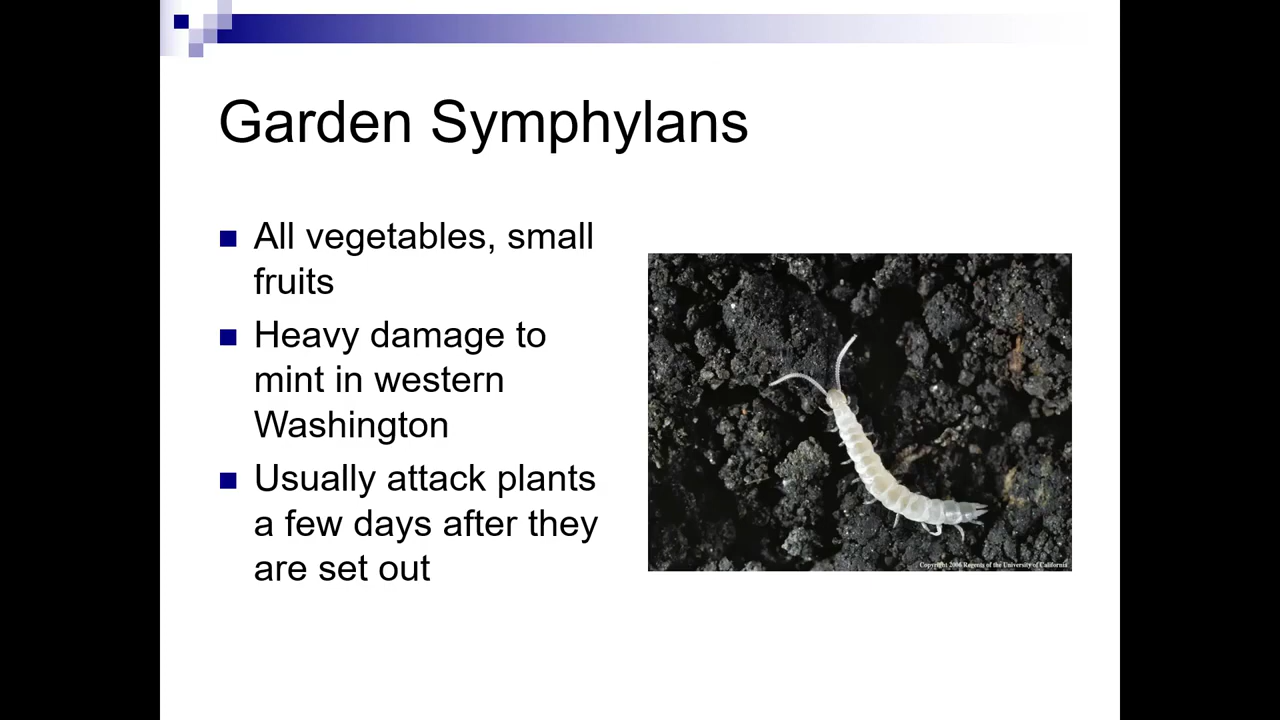 Garden Symphylans
All vegetables, small
fruits
Heavy damage to
mint in western
Washington
Usually attack plants
a few days after they
are set out
Copyright 2006 Regents of the University of California